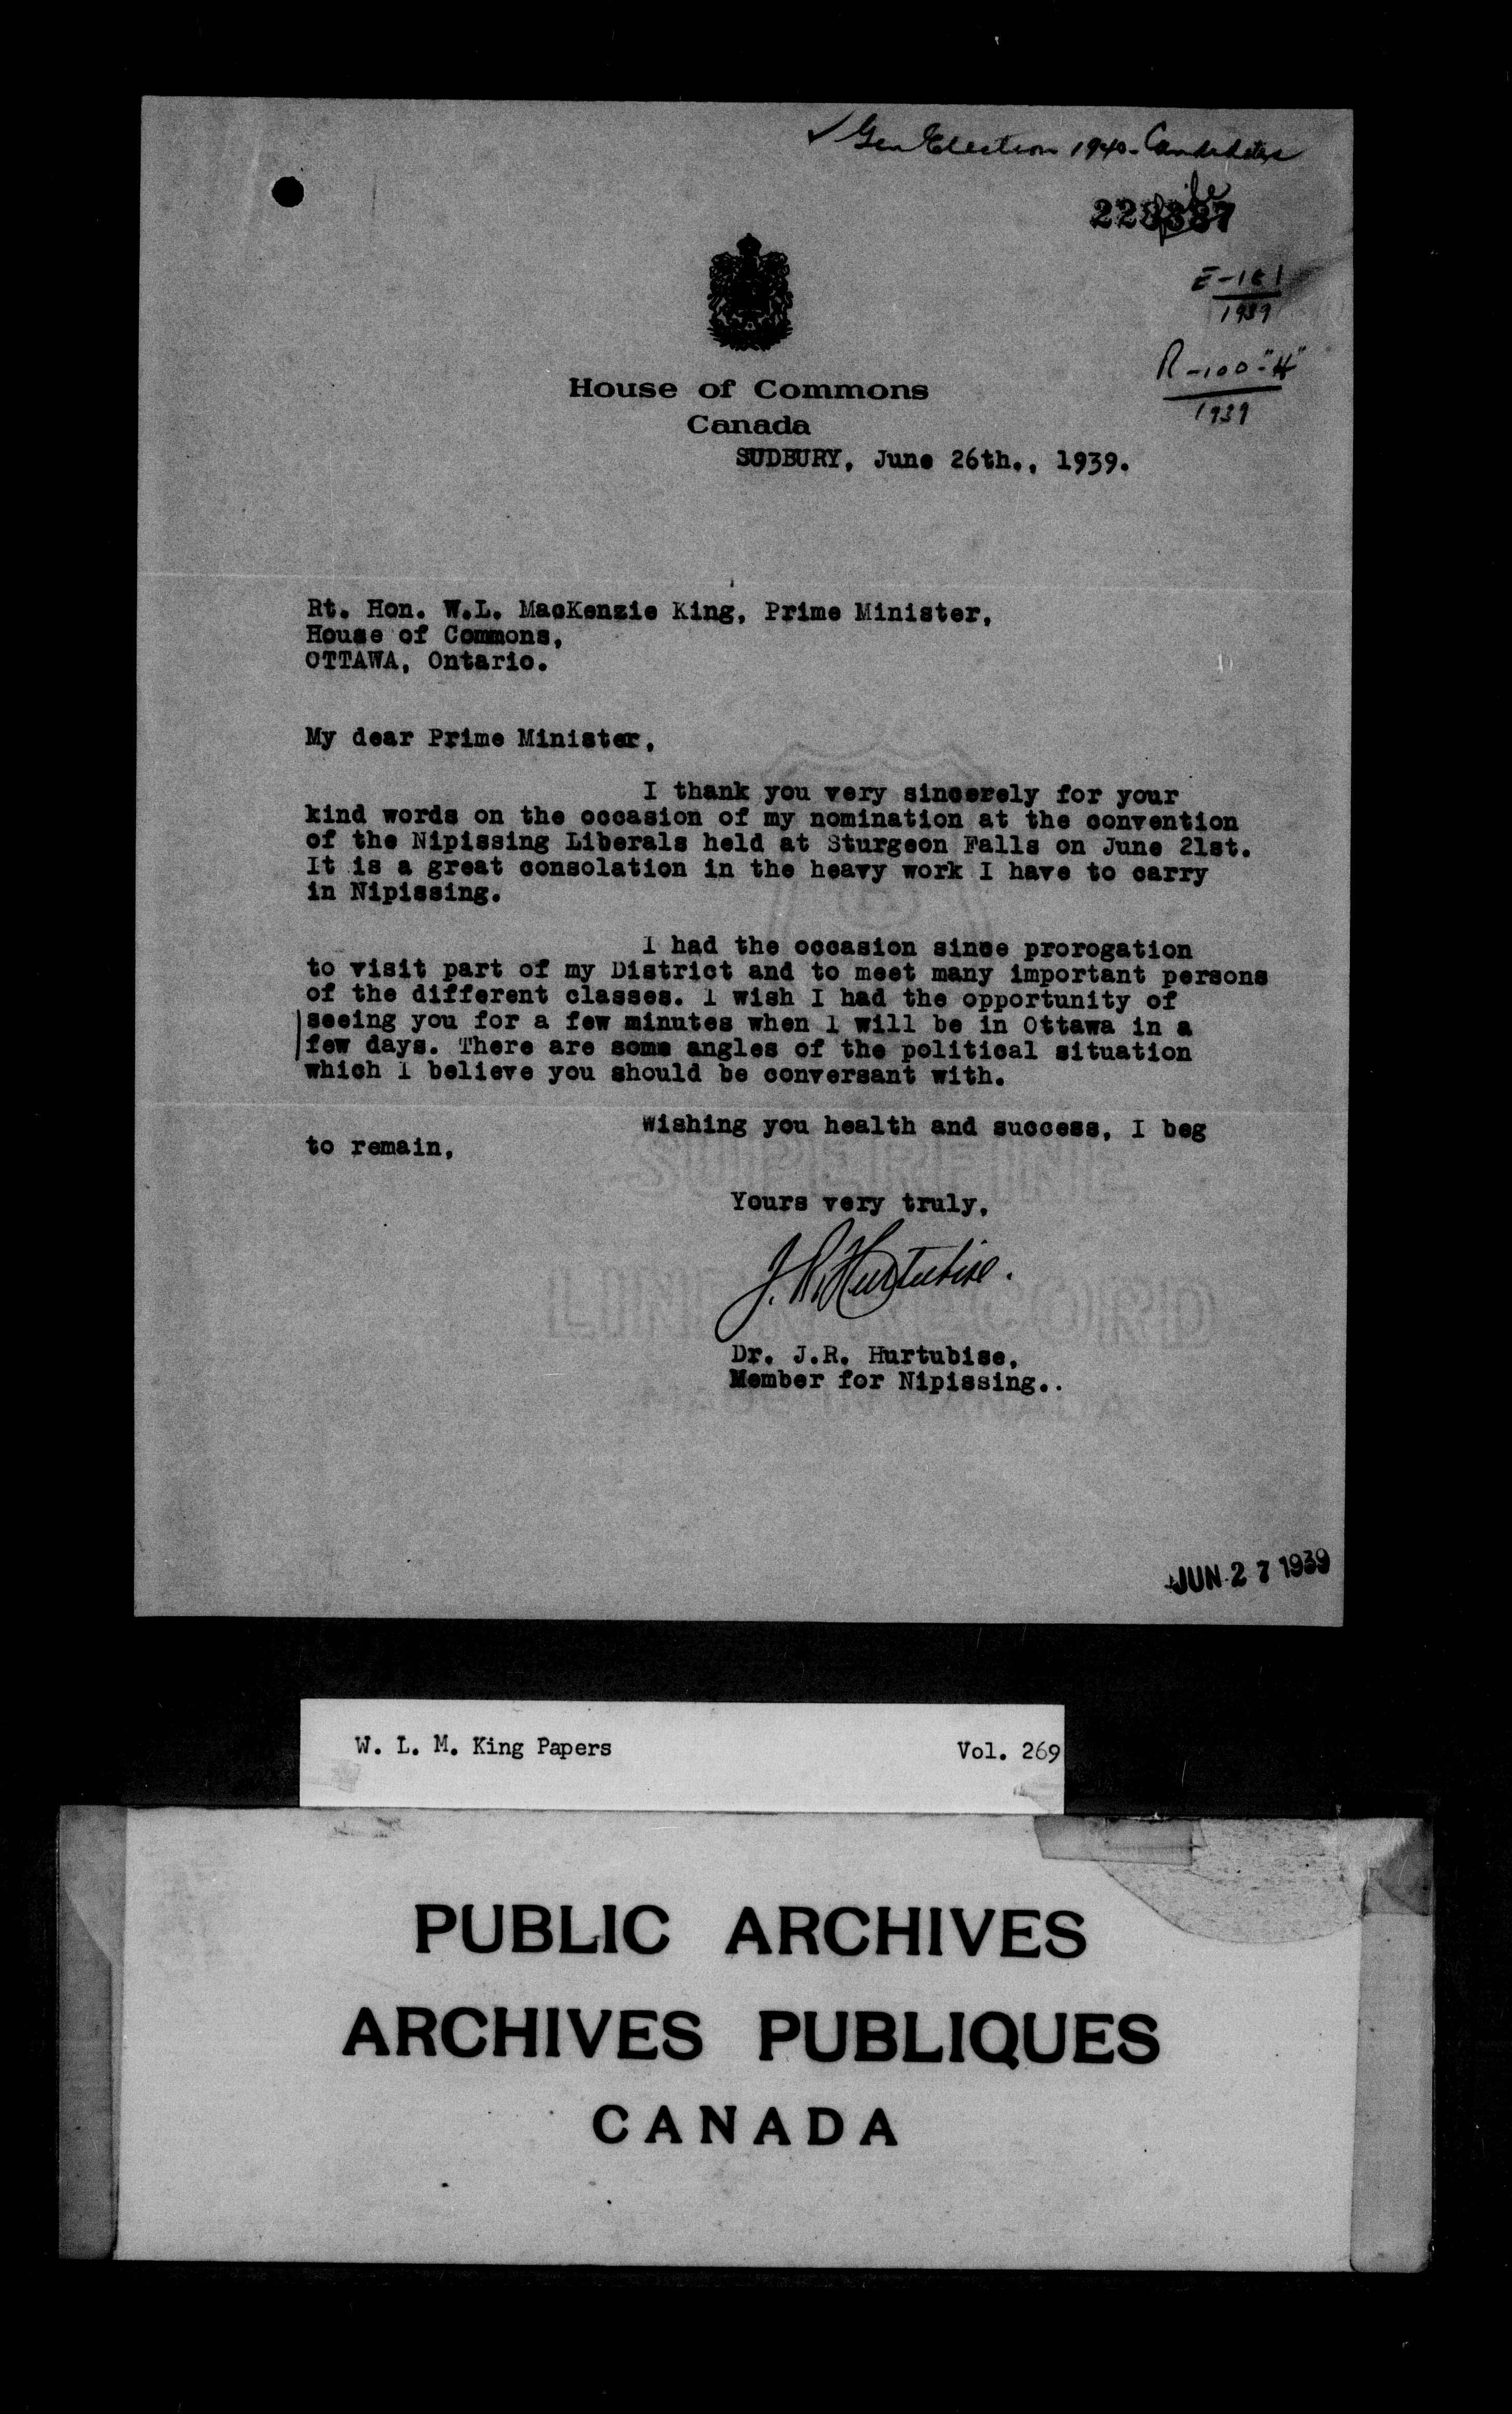 ✓ Gen Election 1940 - Candidates
file
E-101
1939
R-100-"H"
1939
House of Commons
Canada
SUDBURY, June 26th., 1939.
Rt. Hon. W.L. MacKenzie King, Prime Minister,
House of Commons,
OTTAWA, Ontario.
My dear Prime Minister,
I thank you very sincerely for your
kind words on the occasion of my nomination at the convention
of the Nipissing Liberals held at Sturgeon Falls on June 21st.
It is a great consolation in the heavy work I have to carry
in Nipissing.
I had the occasion since prorogation
to visit part of my District and to meet many important persons
of the different classes. I wish I had the opportunity of
seeing you for a few minutes when I will be in Ottawa in a
few days. There are some angles of the political situation
which I believe you should be conversant with.
Wishing you health and success, I beg
to remain,
SUPERFINE
Yours very truly,
J.R. Hurtubise.
LINEN RECORD
Dr. J.R. Hurtubise,
Member for Nipissing..
MADE IN CANADA
JUN 27 1939
W. L. M. King Papers Vol. 269
PUBLIC ARCHIVES
ARCHIVES PUBLIQUES
CANADA